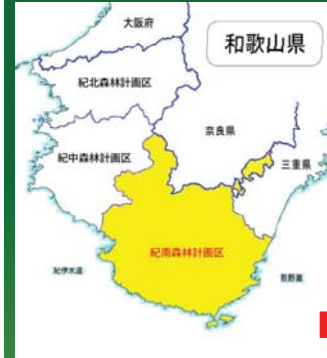 大阪府
和歌山県
紀北森林計画区
奈良県
紀中森林計画区
三重県
紀南森林計画区
紀伊水道
熊野灘